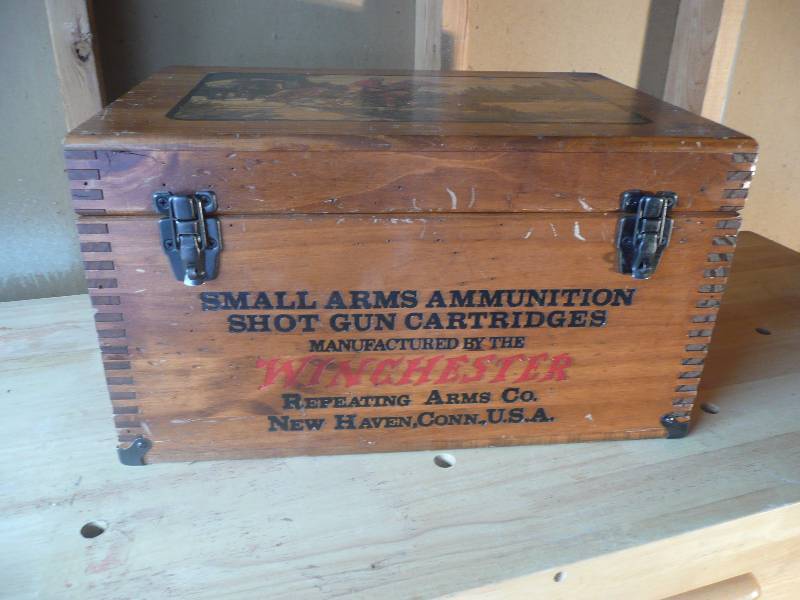 SMALL ARMS AMMUNITION
SHOT GUN CARTRIDGES
MANUFACTURED BY THE
WINCHESTER
REPEATING ARMS CO.
NEW HAVEN, CONN., U.S.A.